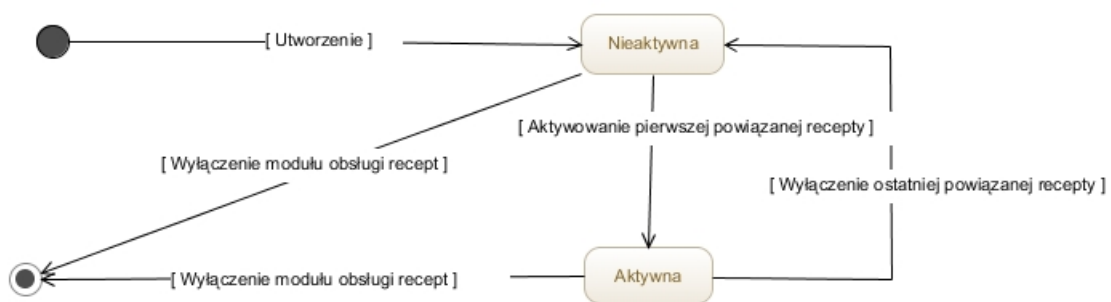 [ Utworzenie ]
Nieaktywna
[ Aktywowanie pierwszej powiązanej recepty ]
[ Wyłączenie modułu obsługi recept ]
[ Wyłączenie ostatniej powiązanej recepty ]
[ Wyłączenie modułu obsługi recept ]
Aktywna